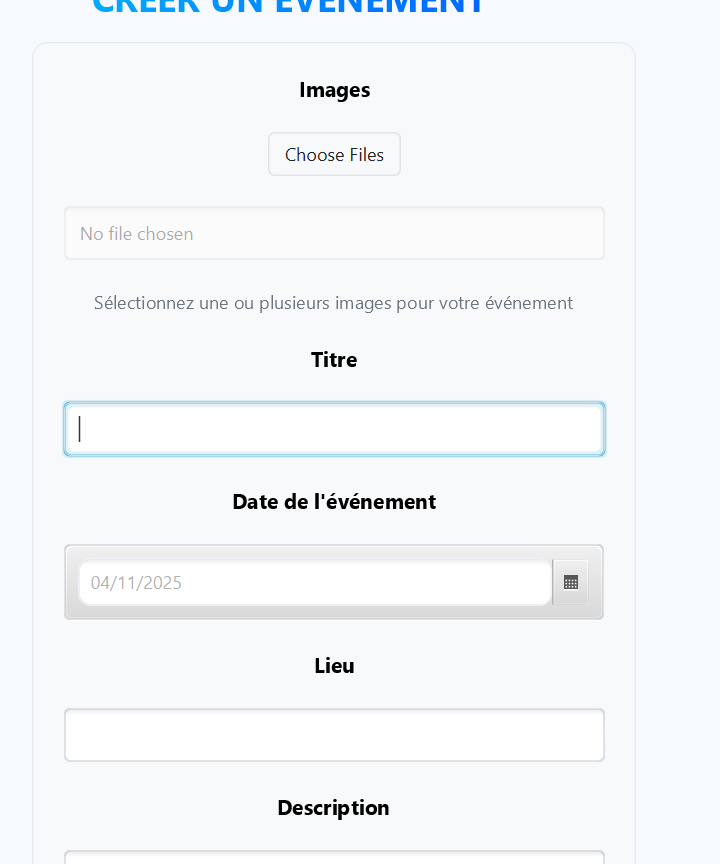 CRÉER UN ÉVÉNEMENT
Images
Choose Files
No file chosen
Sélectionnez une ou plusieurs images pour votre événement
Titre
Date de l'événement
04/11/2025
Lieu
Description